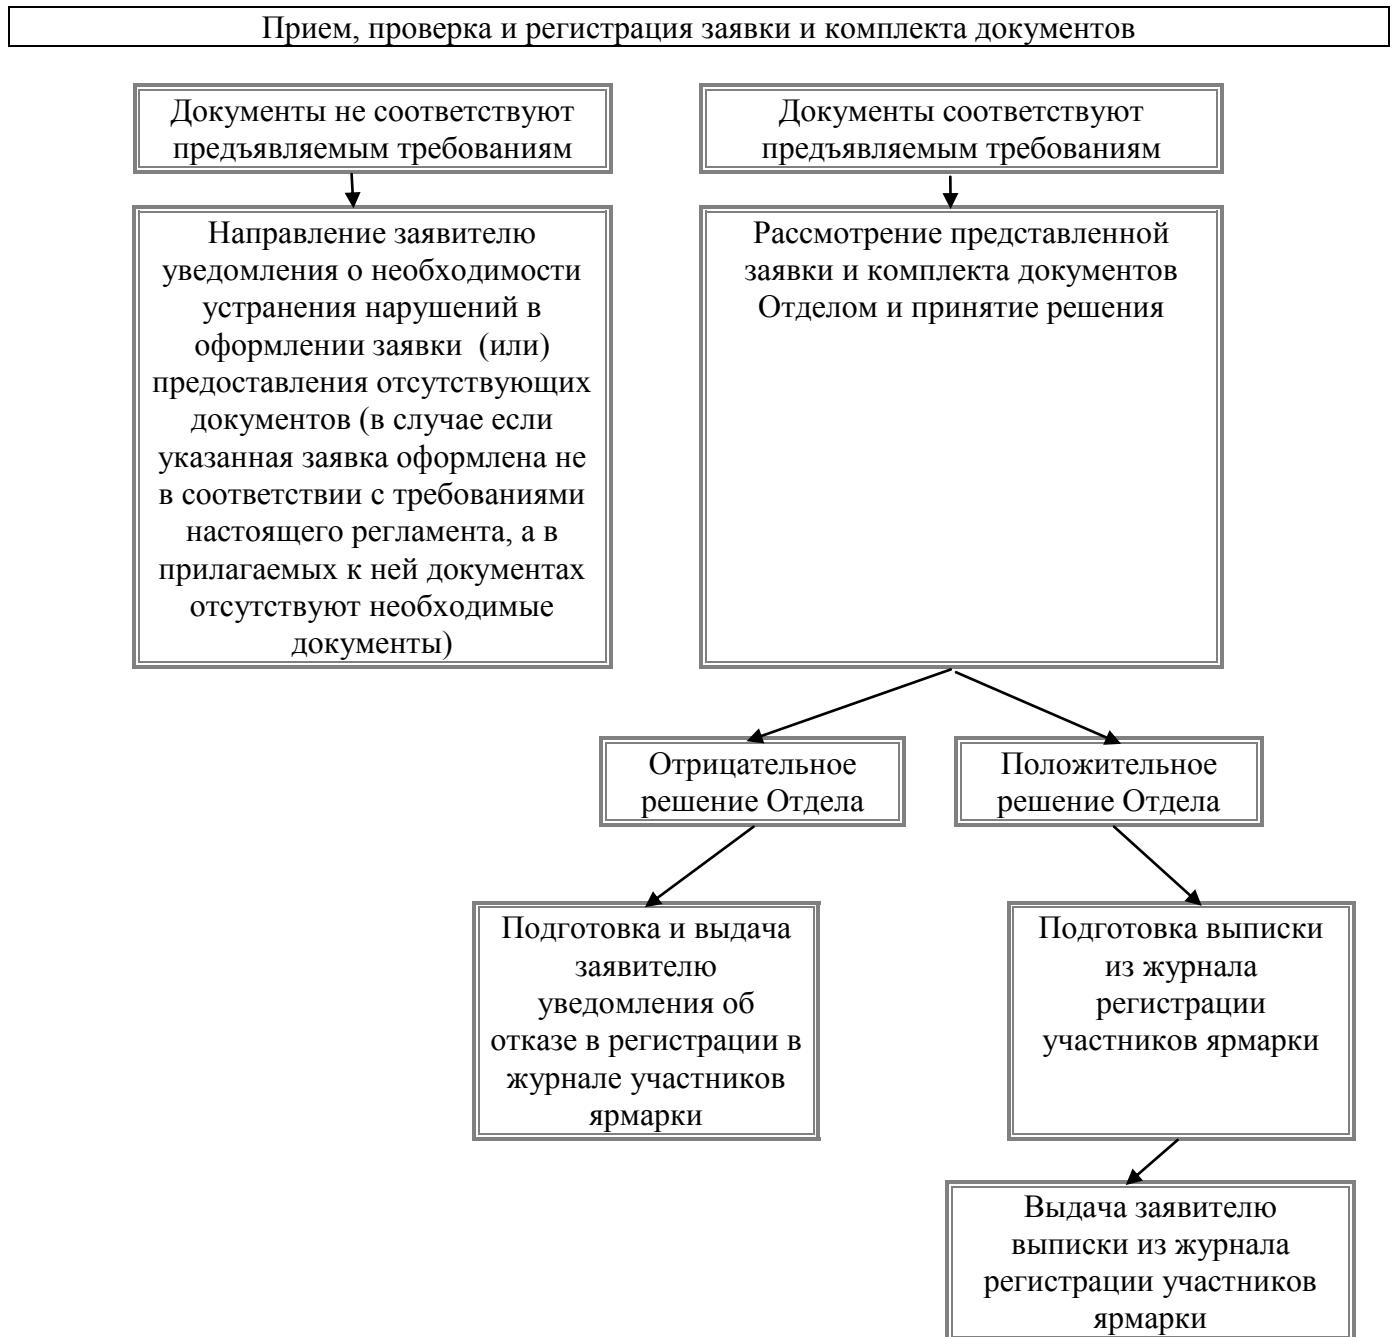 Прием, проверка и регистрация заявки и комплекта документов
Документы не соответствуют
предъявляемым требованиям
Документы соответствуют
предъявляемым требованиям
Направление заявителю
уведомления о необходимости
устранения нарушений в
оформлении заявки  (или)
предоставления отсутствующих
документов (в случае если
указанная заявка оформлена не
в соответствии с требованиями
настоящего регламента, а в
прилагаемых к ней документах
отсутствуют необходимые
документы)
Рассмотрение представленной
заявки и комплекта документов
Отделом и принятие решения
Отрицательное
решение Отдела
Положительное
решение Отдела
Подготовка и выдача
заявителю
уведомления об
отказе в регистрации в
журнале участников
ярмарки
Подготовка выписки
из журнала
регистрации
участников ярмарки
Выдача заявителю
выписки из журнала
регистрации участников
ярмарки